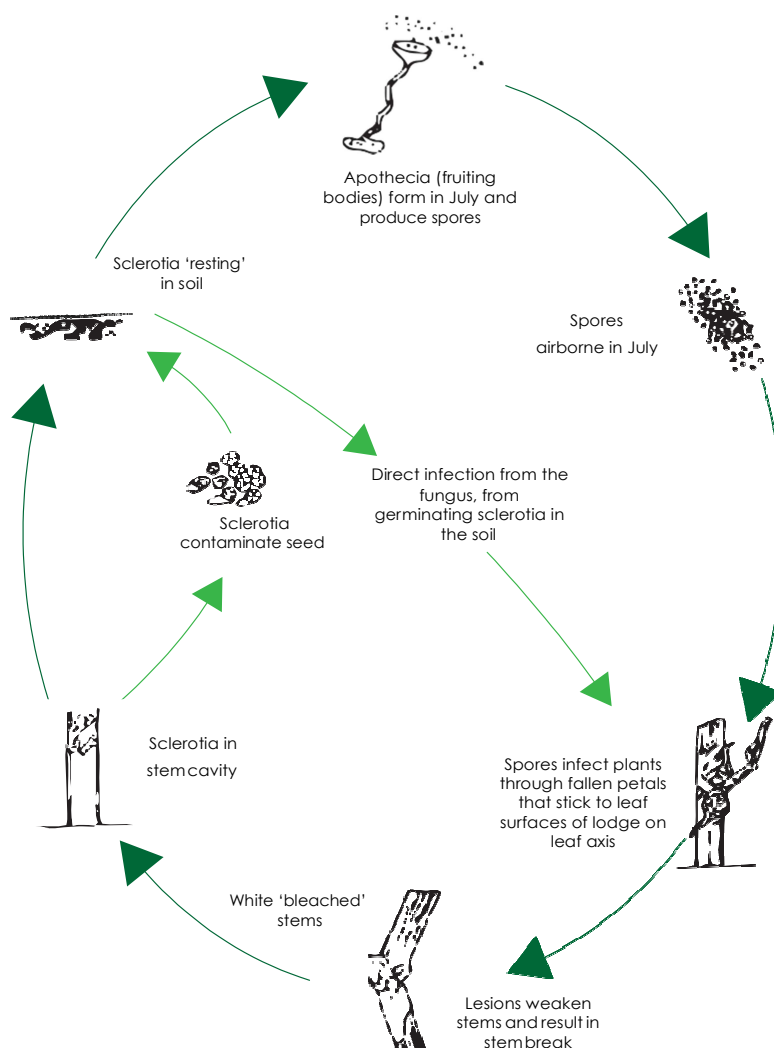 Apothecia (fruiting
bodies) form in July and
produce spores
Sclerotia ‘resting’
in soil
Spores
airborne in July
Direct infection from the
fungus, from
germinating sclerotia in
the soil
Sclerotia
contaminate seed
Sclerotia in
stem cavity
Spores infect plants
through fallen petals
that stick to leaf
surfaces of lodge on
leaf axis
White ‘bleached’
stems
Lesions weaken
stems and result in
stem break